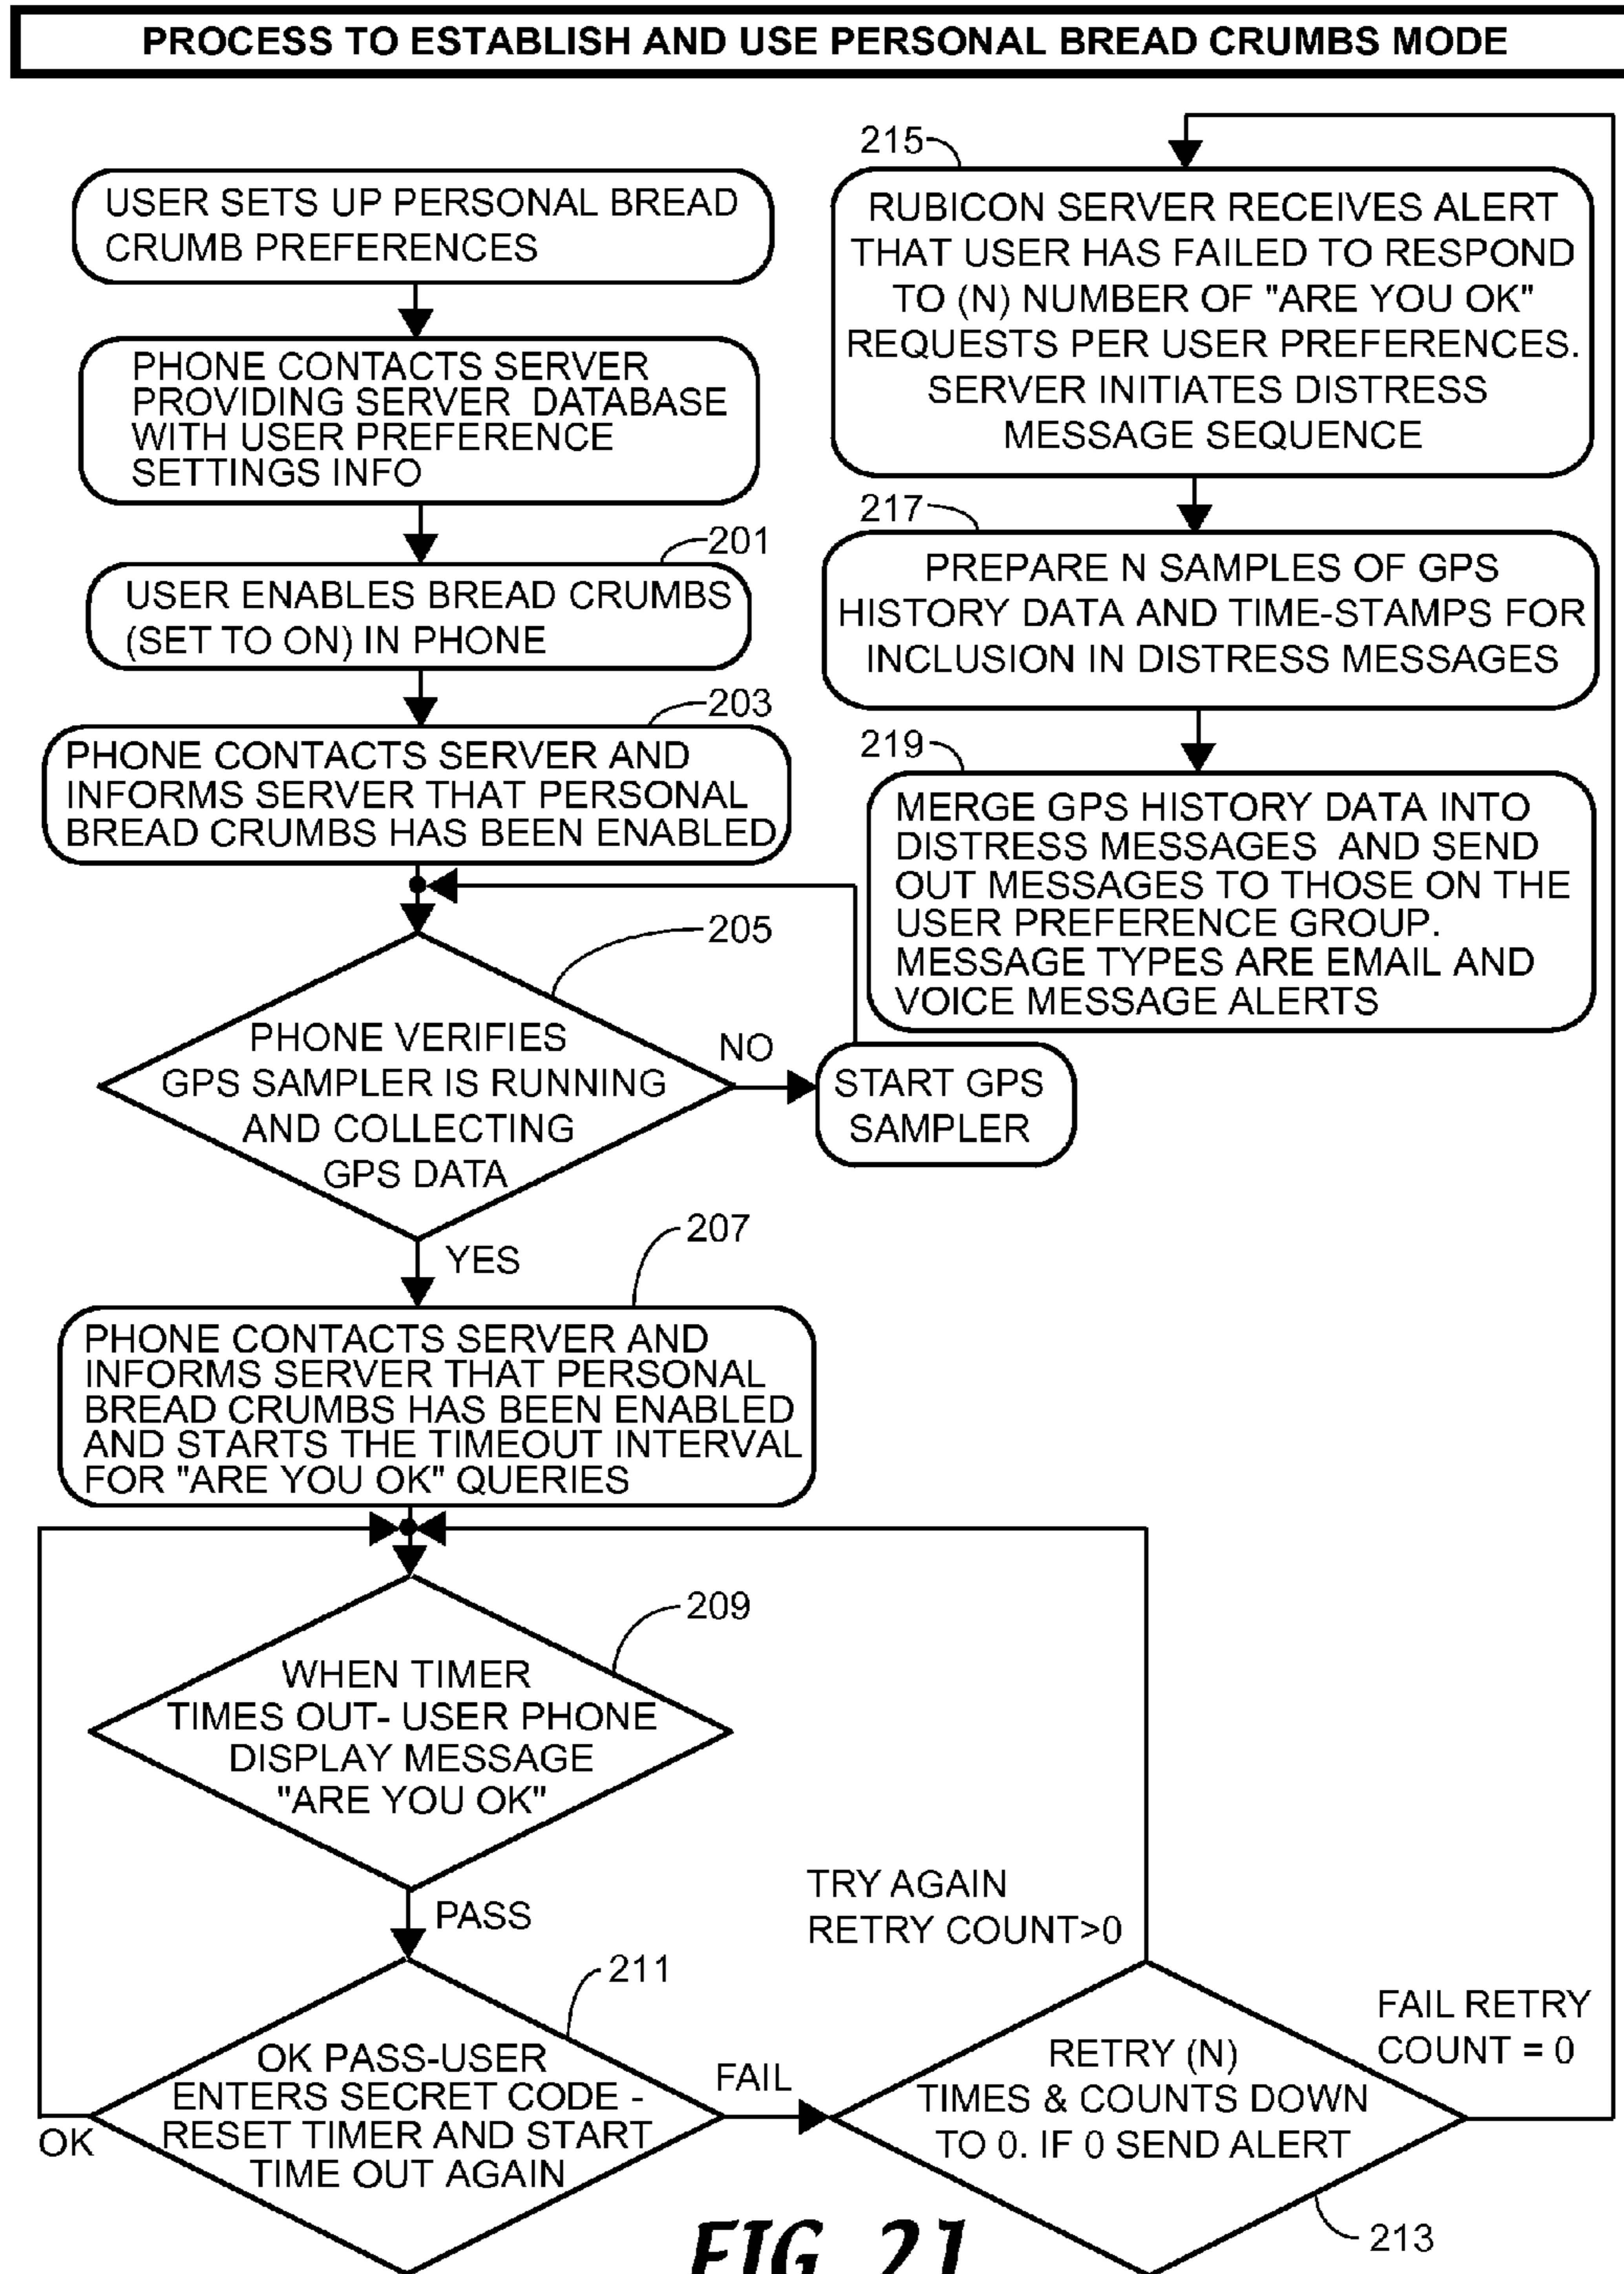 PROCESS TO ESTABLISH AND USE PERSONAL BREAD CRUMBS MODE
USER SETS UP PERSONAL BREAD
CRUMB PREFERENCES
PHONE CONTACTS SERVER
PROVIDING SERVER DATABASE
WITH USER PREFERENCE
SETTINGS INFO
201
USER ENABLES BREAD CRUMBS
(SET TO ON) IN PHONE
203
PHONE CONTACTS SERVER AND
INFORMS SERVER THAT PERSONAL
BREAD CRUMBS HAS BEEN ENABLED
205
PHONE VERIFIES
GPS SAMPLER IS RUNNING
AND COLLECTING
GPS DATA
NO
START GPS
SAMPLER
YES
207
PHONE CONTACTS SERVER AND
INFORMS SERVER THAT PERSONAL
BREAD CRUMBS HAS BEEN ENABLED
AND STARTS THE TIMEOUT INTERVAL
FOR "ARE YOU OK" QUERIES
209
WHEN TIMER
TIMES OUT- USER PHONE
DISPLAY MESSAGE
"ARE YOU OK"
PASS
211
OK PASS-USER
ENTERS SECRET CODE -
RESET TIMER AND START
TIME OUT AGAIN
OK
FAIL
TRY AGAIN
RETRY COUNT>0
RETRY (N)
TIMES & COUNTS DOWN
TO 0. IF 0 SEND ALERT
213
FAIL RETRY
COUNT = 0
215
RUBICON SERVER RECEIVES ALERT
THAT USER HAS FAILED TO RESPOND
TO (N) NUMBER OF "ARE YOU OK"
REQUESTS PER USER PREFERENCES.
SERVER INITIATES DISTRESS
MESSAGE SEQUENCE
217
PREPARE N SAMPLES OF GPS
HISTORY DATA AND TIME-STAMPS FOR
INCLUSION IN DISTRESS MESSAGES
219
MERGE GPS HISTORY DATA INTO
DISTRESS MESSAGES AND SEND
OUT MESSAGES TO THOSE ON THE
USER PREFERENCE GROUP.
MESSAGE TYPES ARE EMAIL AND
VOICE MESSAGE ALERTS
FIG. 21